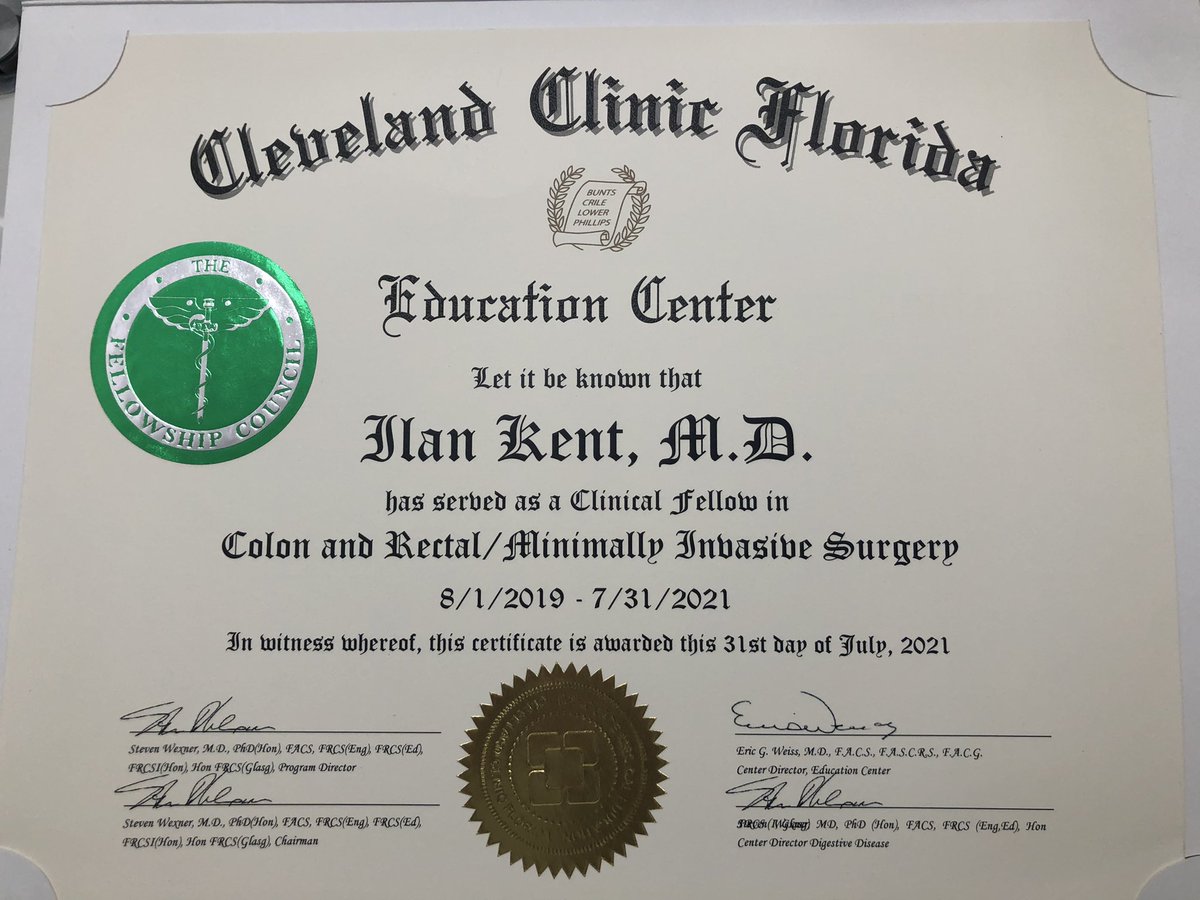 Cleveland Clinic Florida
BUNTS
CRILE
LOWER
PHILLIPS
THE
FELLOWSHIP COUNCIL
Education Center
Let it be known that
Ilan Kent, M.D.
has served as a Clinical Fellow in
Colon and Rectal/Minimally Invasive Surgery
8/1/2019 - 7/31/2021
In witness whereof, this certificate is awarded this 31st day of July, 2021
Steven Wexner, M.D., PhD(Hon), FACS, FRCS(Eng), FRCS(Ed),
FRCSI(Hon), Hon FRCS(Glasg), Program Director
Steven Wexner, M.D., PhD(Hon), FACS, FRCS(Eng), FRCS(Ed),
FRCSI(Hon), Hon FRCS(Glasg), Chairman
Eric G. Weiss, M.D., F.A.C.S., F.A.S.C.R.S., F.A.C.G.
Center Director, Education Center
MD, PhD (Hon), FACS, FRCS (Eng,Ed), Hon
Center Director Digestive Disease